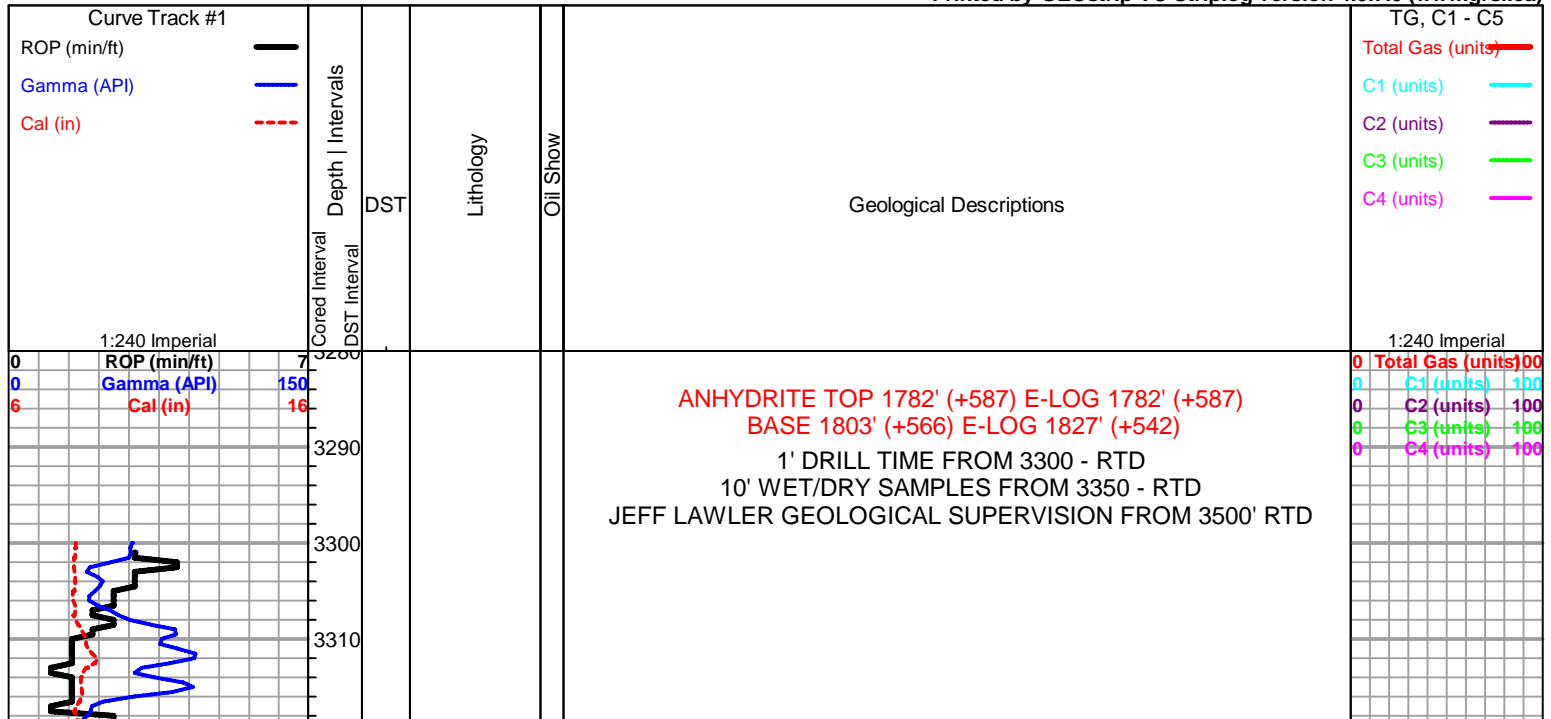 Curve Track #1
ROP (min/ft)
Gamma (API)
Cal (in)
1:240 Imperial
Depth | Intervals
Cored Interval
DST Interval
DST
Lithology
Oil Show
Geological Descriptions
TG, C1 - C5
Total Gas (units)
C1 (units)
C2 (units)
C3 (units)
C4 (units)
1:240 Imperial
0 ROP (min/ft) 7
0 Gamma (API) 150
6 Cal (in) 16
3280
3290
3300
3310
ANHYDRITE TOP 1782' (+587) E-LOG 1782' (+587)
BASE 1803' (+566) E-LOG 1827' (+542)
1' DRILL TIME FROM 3300 - RTD
10' WET/DRY SAMPLES FROM 3350 - RTD
JEFF LAWLER GEOLOGICAL SUPERVISION FROM 3500' RTD
0 Total Gas (units) 100
0 C1 (units) 100
0 C2 (units) 100
0 C3 (units) 100
0 C4 (units) 100